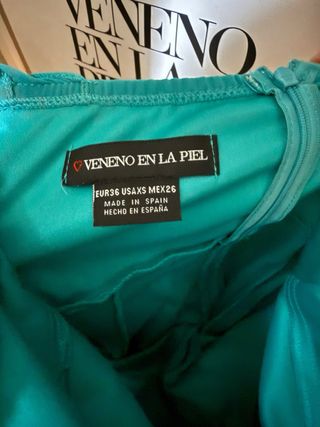 VENENO
EN LA
VENENO EN LA PIEL
EUR36 USAXS MEX26
MADE IN SPAIN
HECHO EN ESPAÑA